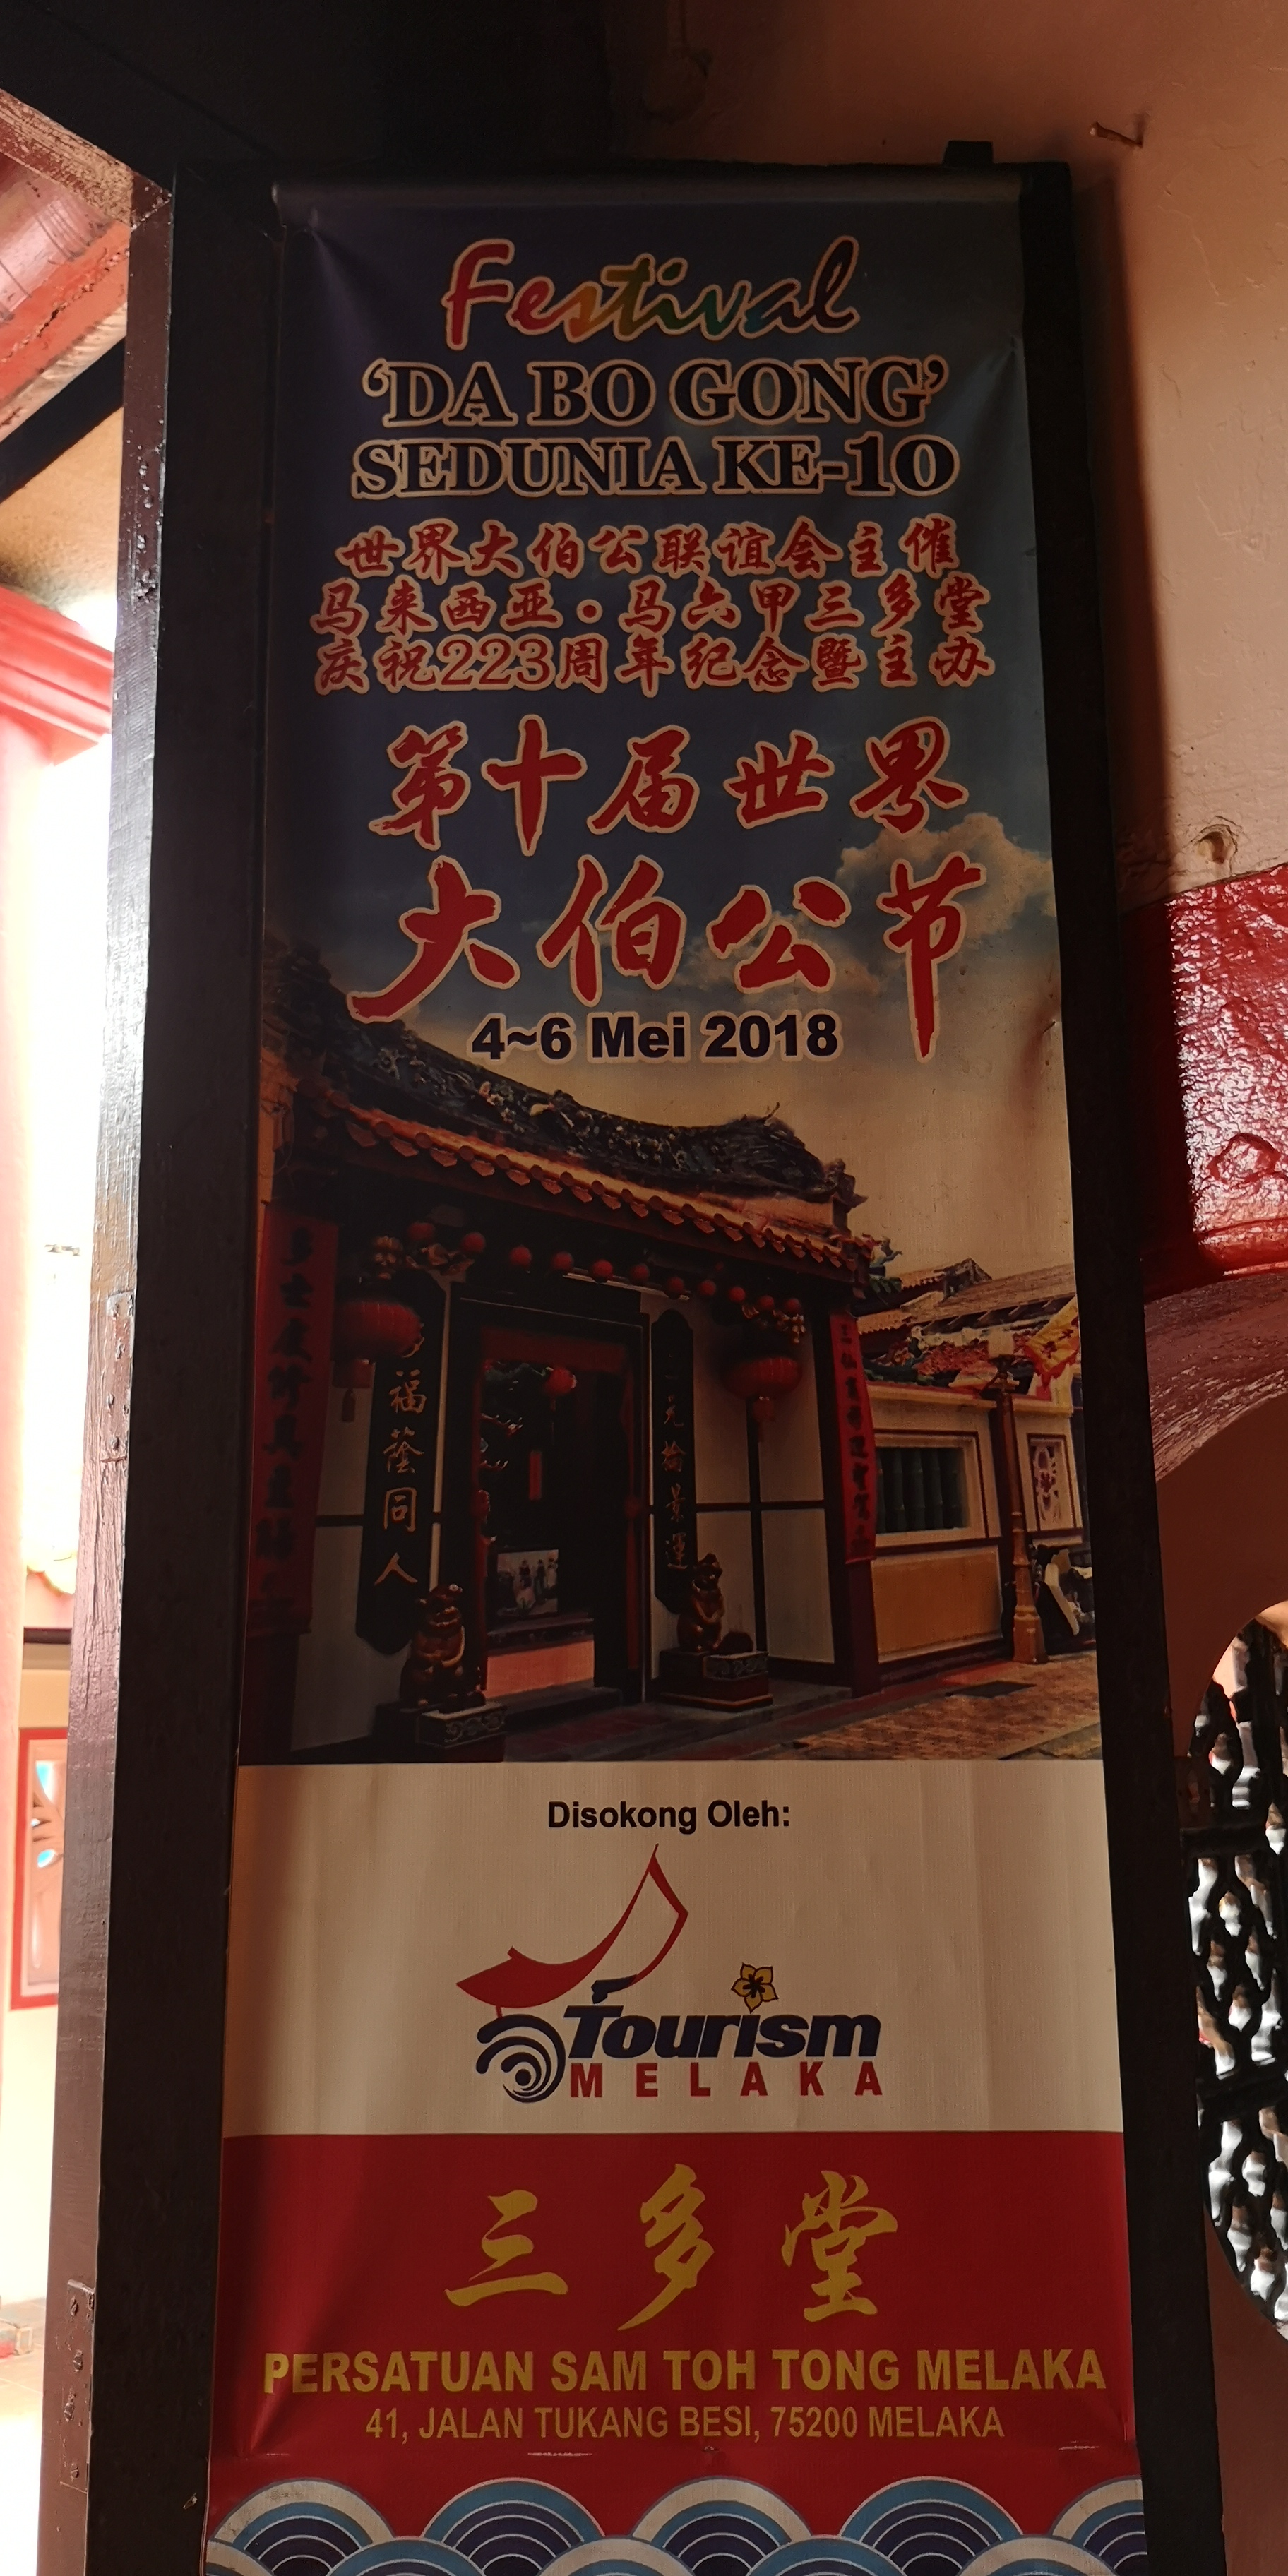 Festival
'DA BO GONG'
SEDUNIA KE-10
世界大伯公联谊会主催
马来西亚•马六甲三多堂
庆祝223周年纪念暨主办
第十届世界
大伯公节
4~6 Mei 2018
福蔭同人
Disokong Oleh:
Tourism
MELAKA
三多堂
PERSATUAN SAM TOH TONG MELAKA
41, JALAN TUKANG BESI, 75200 MELAKA